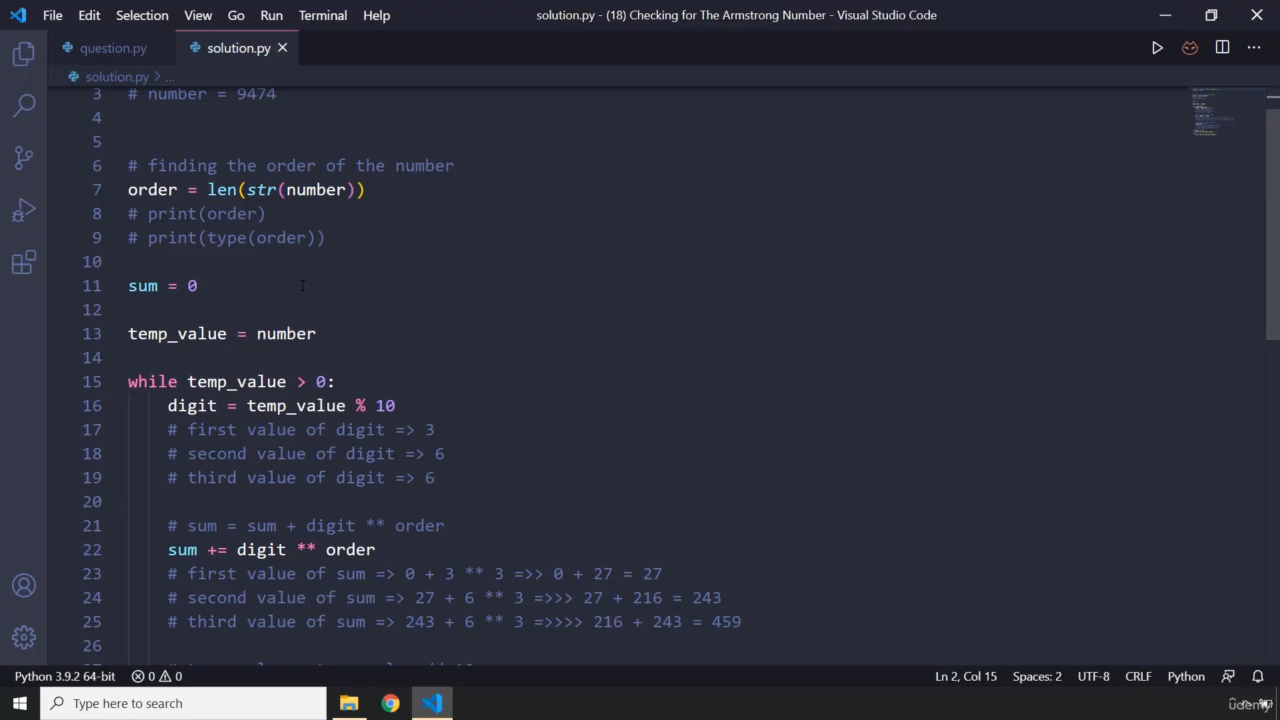 File Edit Selection View Go Run Terminal Help
solution.py - (18) Checking for The Armstrong Number - Visual Studio Code
question.py solution.py
solution.py > ...
3 # number = 9474
4
5
6 # finding the order of the number
7 order = len(str(number))
8 # print(order)
9 # print(type(order))
10
11 sum = 0
12
13 temp_value = number
14
15 while temp_value > 0:
16 digit = temp_value % 10
17 # first value of digit => 3
18 # second value of digit => 6
19 # third value of digit => 6
20
21 # sum = sum + digit ** order
22 sum += digit ** order
23 # first value of sum => 0 + 3 ** 3 =>> 0 + 27 = 27
24 # second value of sum => 27 + 6 ** 3 =>>> 27 + 216 = 243
25 # third value of sum => 243 + 6 ** 3 =>>>> 216 + 243 = 459
26
Python 3.9.2 64-bit 0 0 Ln 2, Col 15 Spaces: 2 UTF-8 CRLF Python
Type here to search
udemy